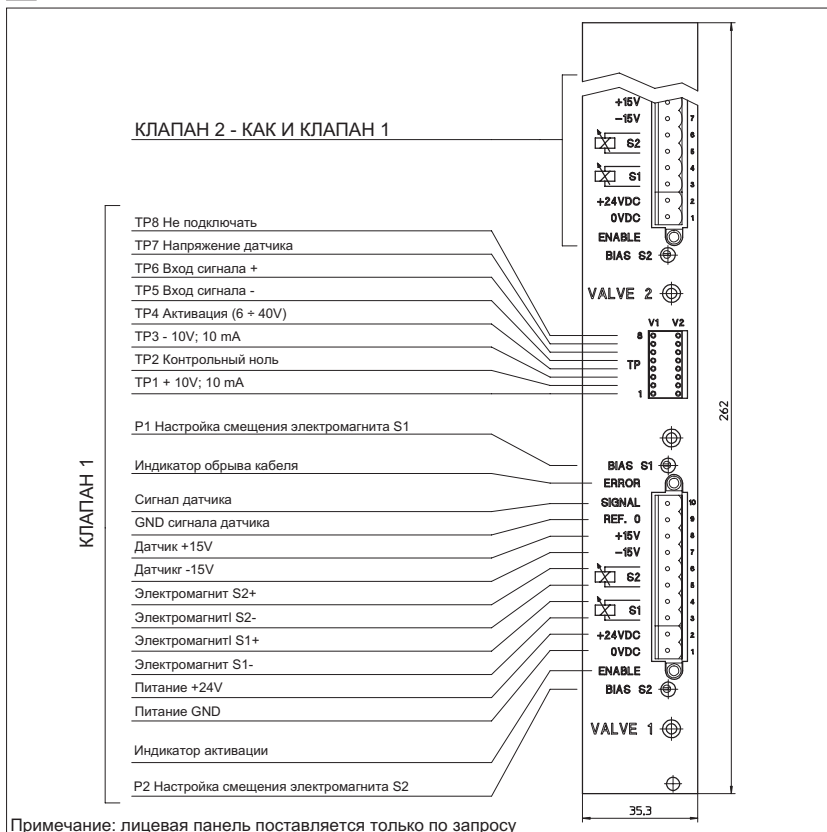 КЛАПАН 2 - КАК И КЛАПАН 1
+15V
-15V 7
6
S2 5
4
S1 3
+24VDC 2
0VDC 1
ENABLE
BIAS S2
VALVE 2
КЛАПАН 1
TP8 Не подключать
TP7 Напряжение датчика
TP6 Вход сигнала +
TP5 Вход сигнала -
TP4 Активация (6 ÷ 40V)
TP3 - 10V; 10 mA
TP2 Контрольный ноль
TP1 + 10V; 10 mA
V1 V2
8
TP
1
262
P1 Настройка смещения электромагнита S1
BIAS S1
Индикатор обрыва кабеля
ERROR
Сигнал датчика
SIGNAL 10
GND сигнала датчика
REF. 0 9
Датчик +15V
+15V 8
Датчикr -15V
-15V 7
Электромагнит S2+
6
S2
Электромагнитl S2-
5
Электромагнитl S1+
4
S1
Электромагнит S1-
3
Питание +24V
+24VDC 2
Питание GND
0VDC 1
Индикатор активации
ENABLE
P2 Настройка смещения электромагнита S2
BIAS S2
VALVE 1
35,3
Примечание: лицевая панель поставляется только по запросу